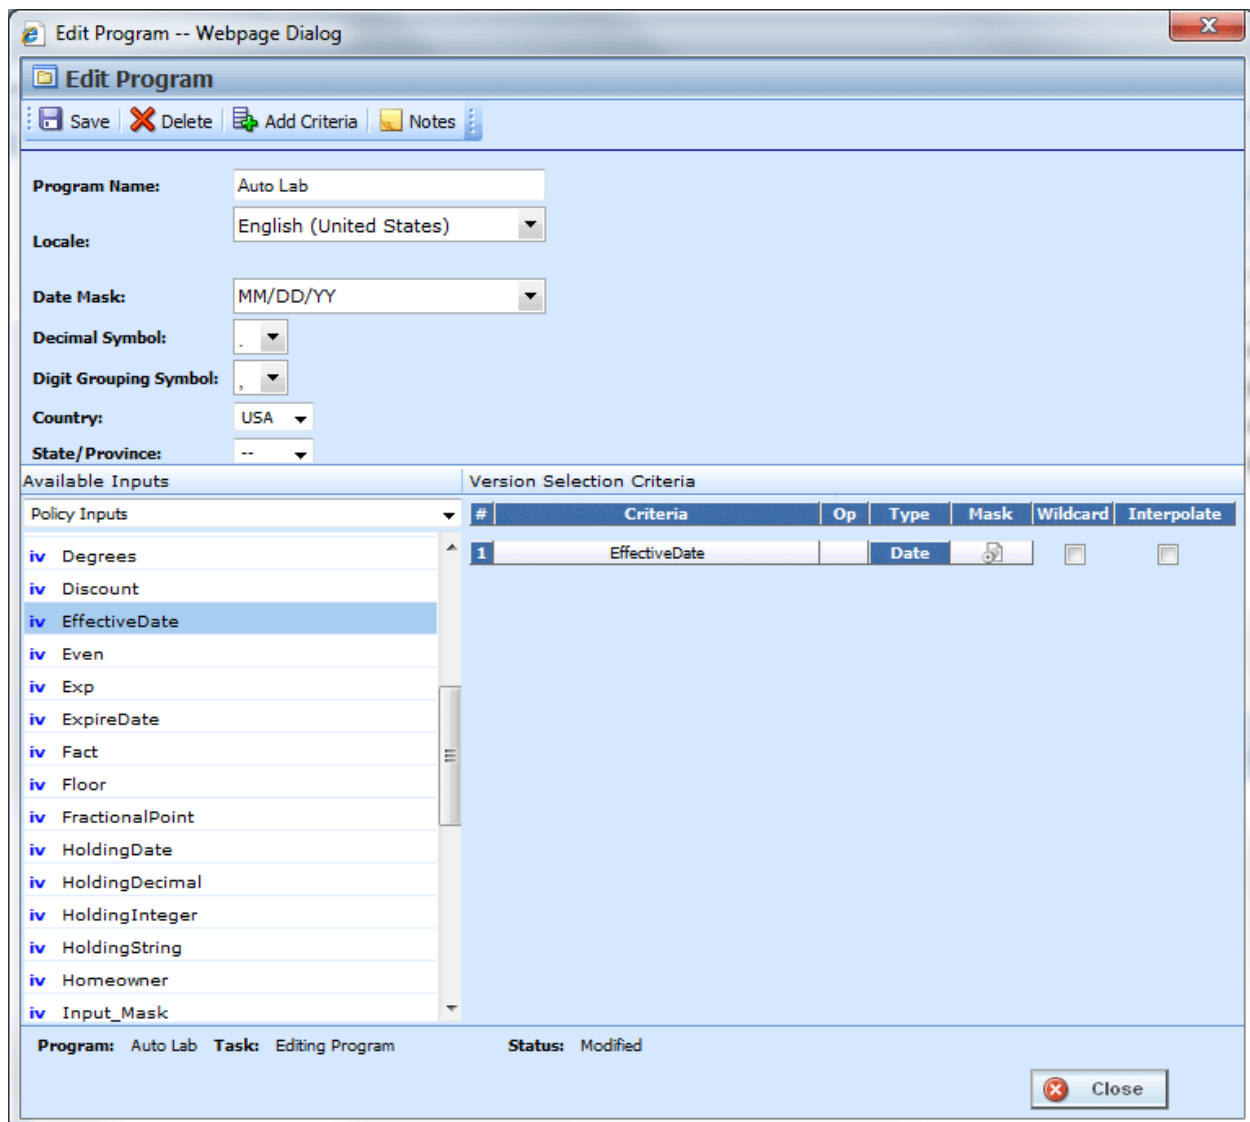 Edit Program -- Webpage Dialog
Edit Program
Save Delete Add Criteria Notes
Program Name: Auto Lab
Locale: English (United States)
Date Mask: MM/DD/YY
Decimal Symbol: .
Digit Grouping Symbol: ,
Country: USA
State/Province: --
Available Inputs Version Selection Criteria
Policy Inputs # Criteria Op Type Mask Wildcard Interpolate
iv Degrees 1 EffectiveDate Date
iv Discount
iv EffectiveDate
iv Even
iv Exp
iv ExpireDate
iv Fact
iv Floor
iv FractionalPoint
iv HoldingDate
iv HoldingDecimal
iv HoldingInteger
iv HoldingString
iv Homeowner
iv Input_Mask
Program: Auto Lab Task: Editing Program Status: Modified
Close